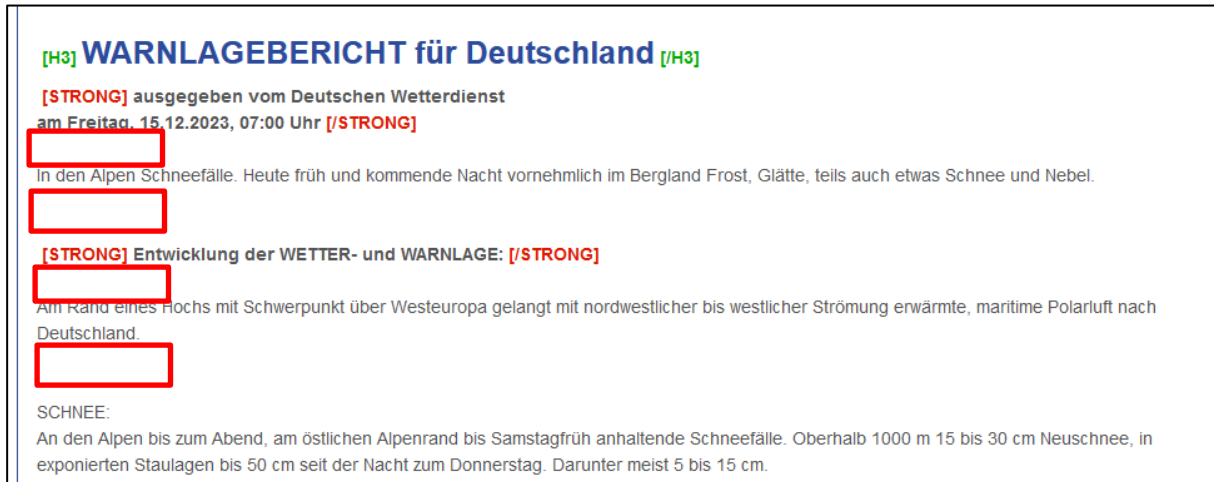 [H3] WARNLAGEBERICHT für Deutschland [/H3]
[STRONG] ausgegeben vom Deutschen Wetterdienst
am Freitag, 15.12.2023, 07:00 Uhr [/STRONG]
In den Alpen Schneefälle. Heute früh und kommende Nacht vornehmlich im Bergland Frost, Glätte, teils auch etwas Schnee und Nebel.
[STRONG] Entwicklung der WETTER- und WARNLAGE: [/STRONG]
Am Rand eines Hochs mit Schwerpunkt über Westeuropa gelangt mit nordwestlicher bis westlicher Strömung erwärmte, maritime Polarluft nach
Deutschland.
SCHNEE:
An den Alpen bis zum Abend, am östlichen Alpenrand bis Samstagfrüh anhaltende Schneefälle. Oberhalb 1000 m 15 bis 30 cm Neuschnee, in
exponierten Staulagen bis 50 cm seit der Nacht zum Donnerstag. Darunter meist 5 bis 15 cm.